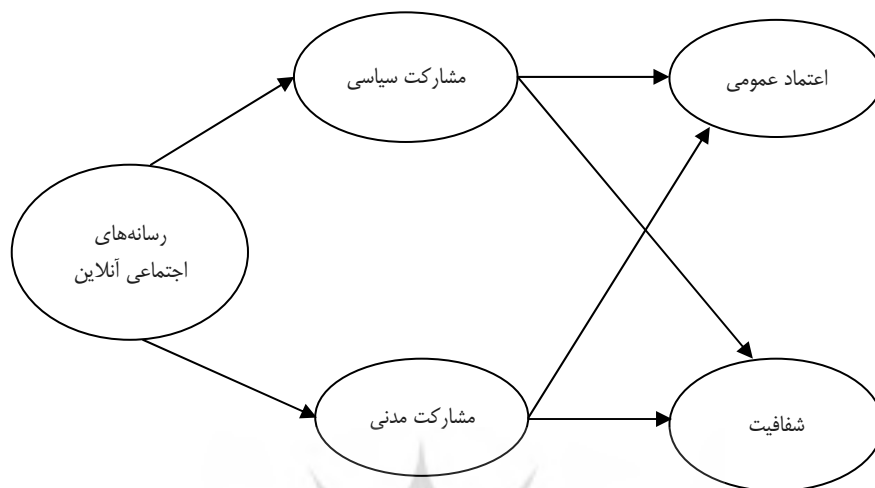 مشارکت سیاسی
اعتماد عمومی
رسانه‌های
اجتماعی آنلاین
مشارکت مدنی
شفافیت